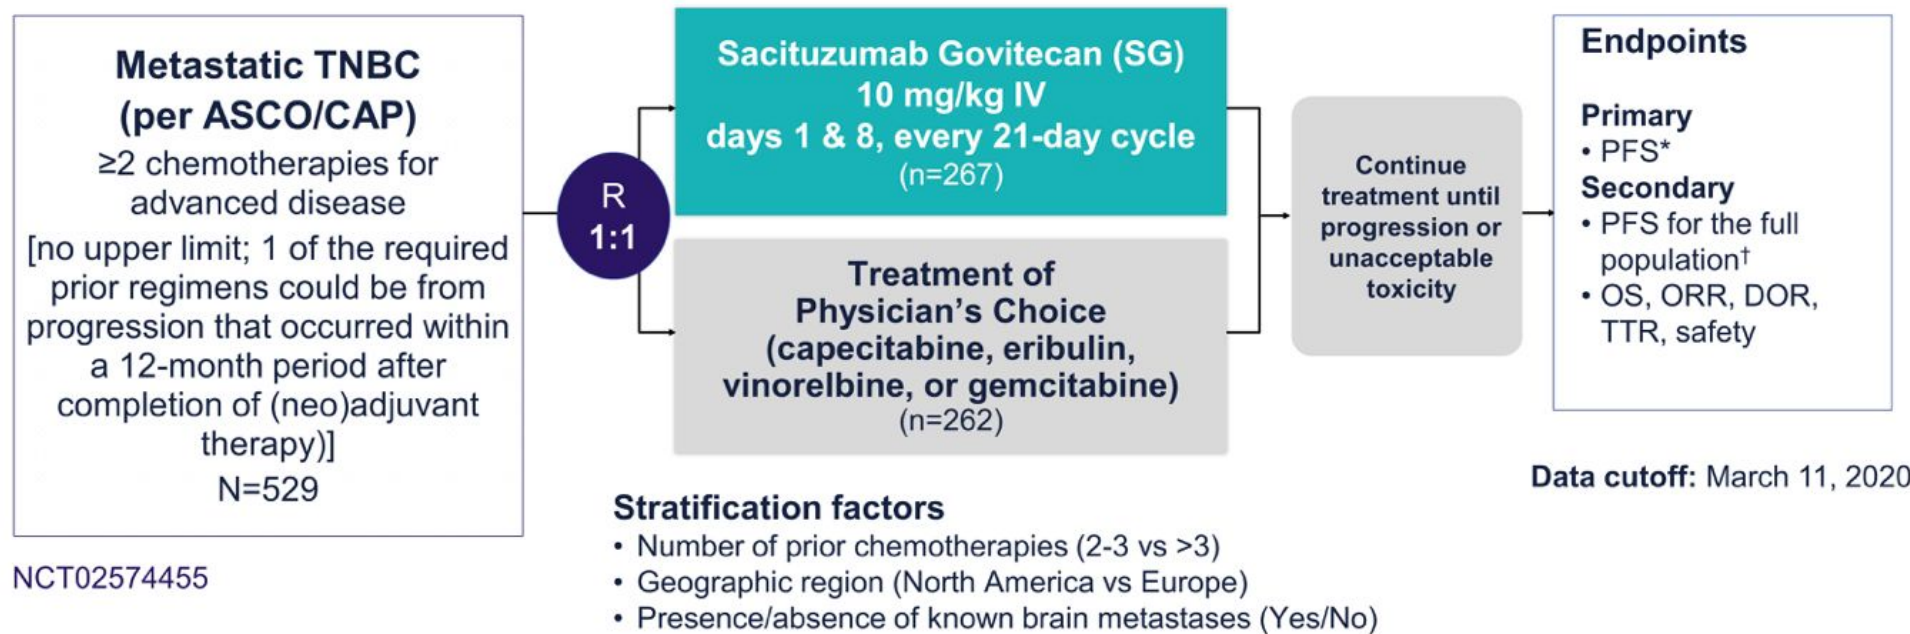 Metastatic TNBC
(per ASCO/CAP)
≥2 chemotherapies for
advanced disease
[no upper limit; 1 of the required
prior regimens could be from
progression that occurred within
a 12-month period after
completion of (neo)adjuvant
therapy)]
N=529
NCT02574455
R
1:1
Sacituzumab Govitecan (SG)
10 mg/kg IV
days 1 & 8, every 21-day cycle
(n=267)
Treatment of
Physician's Choice
(capecitabine, eribulin,
vinorelbine, or gemcitabine)
(n=262)
Stratification factors
• Number of prior chemotherapies (2-3 vs >3)
• Geographic region (North America vs Europe)
• Presence/absence of known brain metastases (Yes/No)
Continue
treatment until
progression or
unacceptable
toxicity
Endpoints
Primary
• PFS*
Secondary
• PFS for the full
population†
• OS, ORR, DOR,
TTR, safety
Data cutoff: March 11, 2020